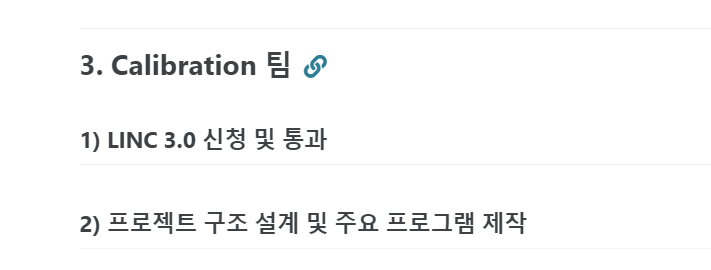 3. Calibration 팀
1) LINC 3.0 신청 및 통과
2) 프로젝트 구조 설계 및 주요 프로그램 제작